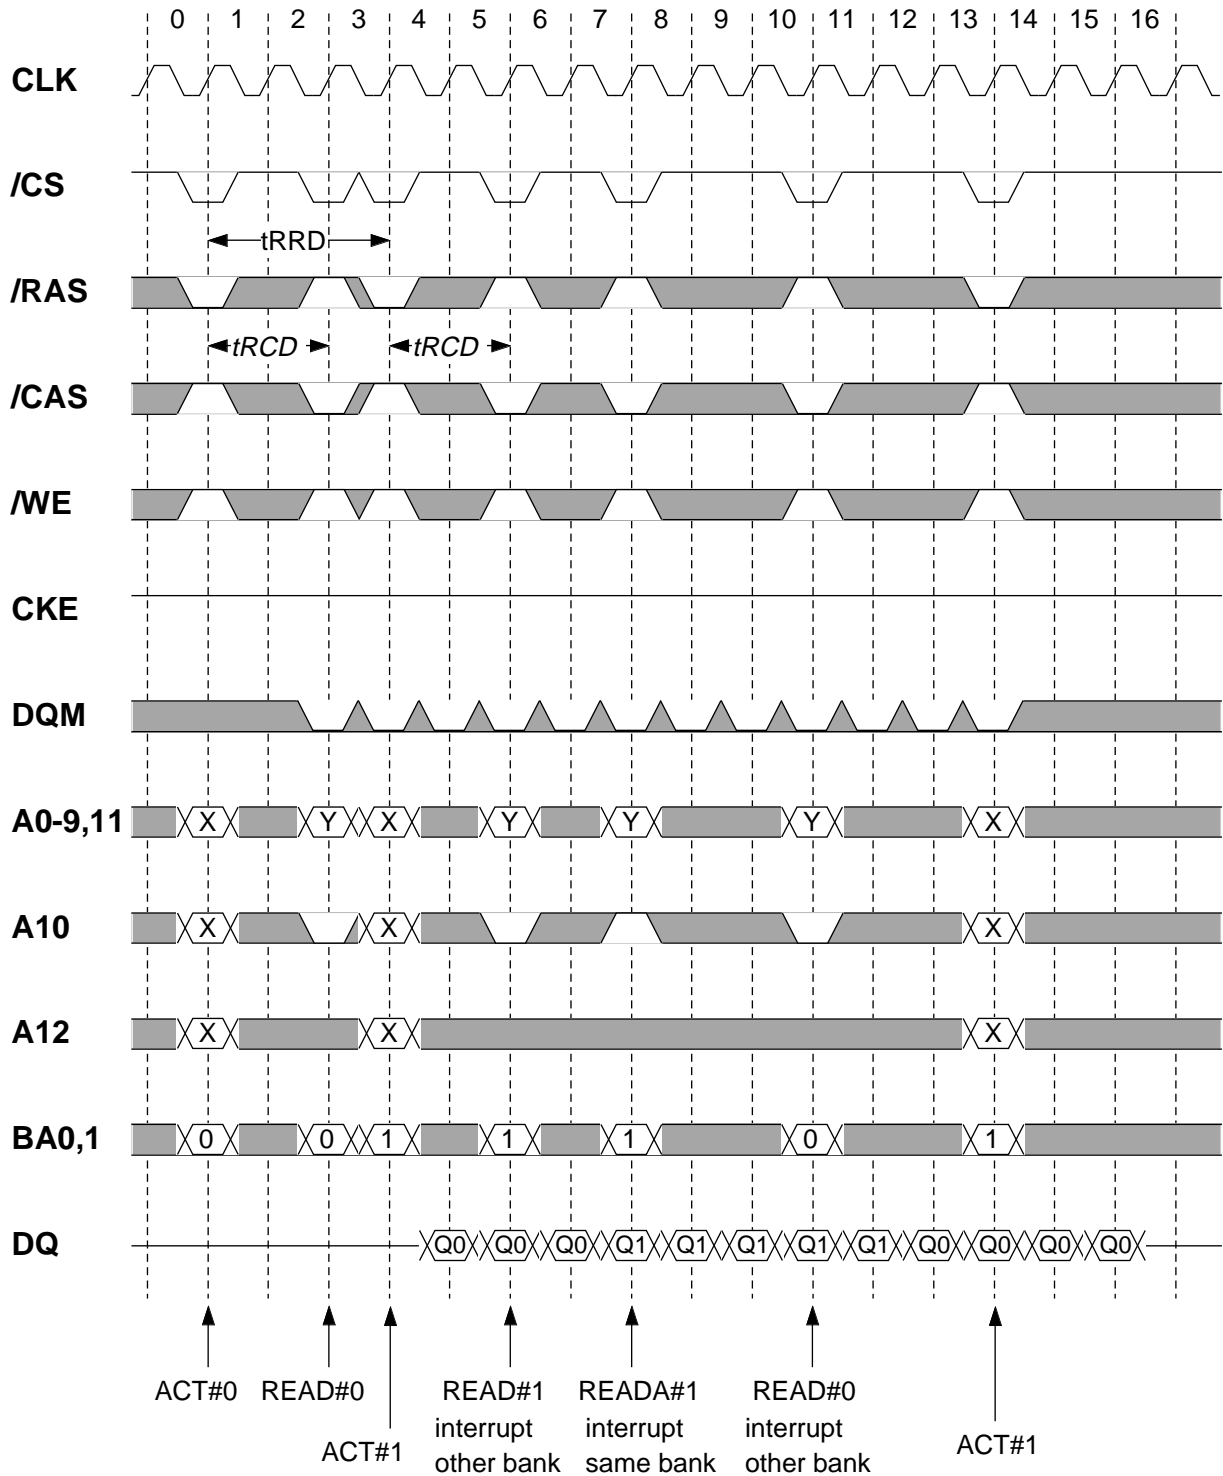 0 1 2 3 4 5 6 7 8 9 10 11 12 13 14 15 16
CLK
/CS
tRRD
/RAS
tRCD tRCD
/CAS
/WE
CKE
DQM
A0-9,11 X Y X Y Y Y X
A10 X X X
A12 X X X
BA0,1 0 0 1 1 1 0 1
DQ Q0 Q0 Q0 Q1 Q1 Q1 Q1 Q1 Q0 Q0 Q0 Q0
ACT#0 READ#0 READ#1 READA#1 READ#0
interrupt interrupt interrupt
ACT#1 ACT#1
other bank same bank other bank